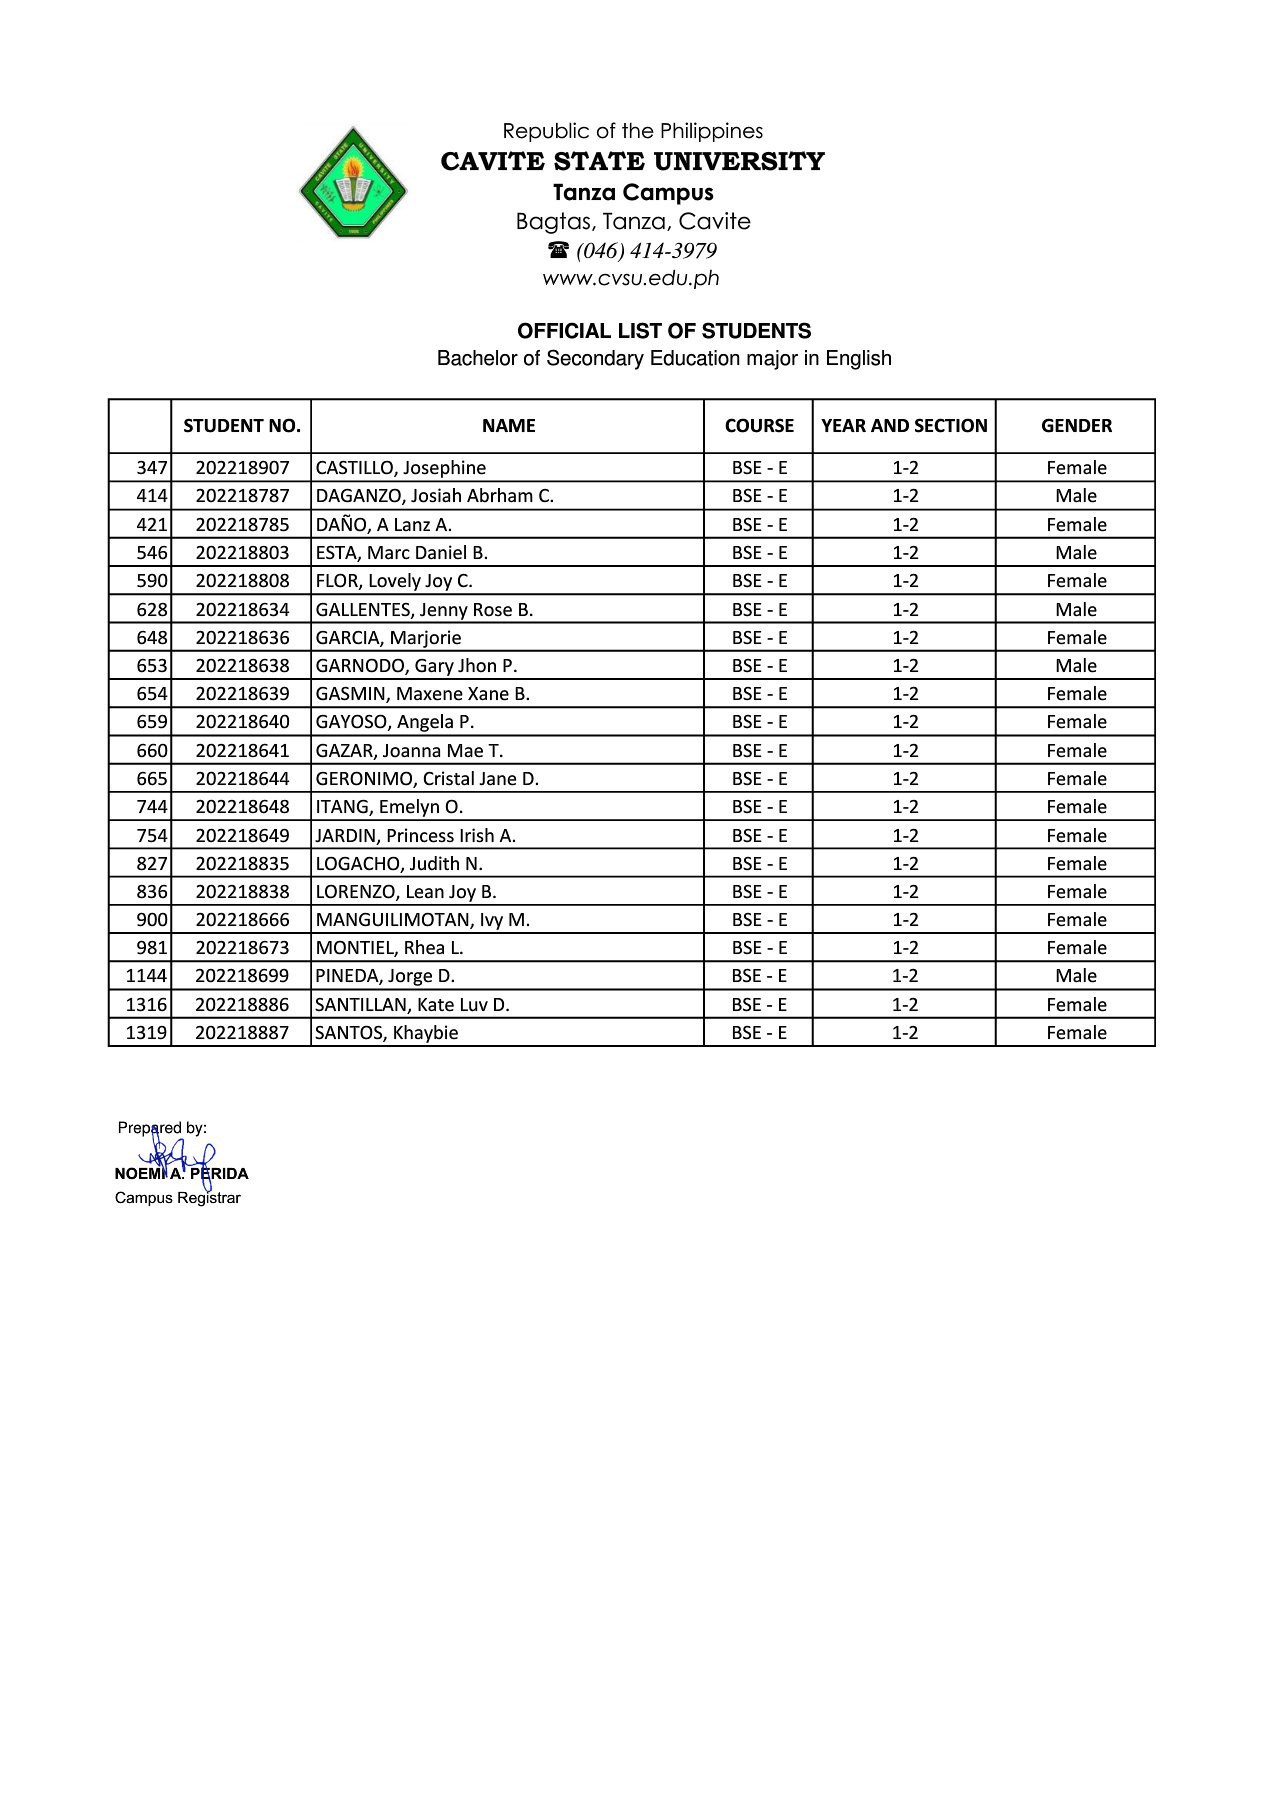 Republic of the Philippines
CAVITE STATE UNIVERSITY
Tanza Campus
Bagtas, Tanza, Cavite
☎ (046) 414-3979
www.cvsu.edu.ph
CAVITE STATE UNIVERSITY
CAVITE PHILIPPINES
OFFICIAL LIST OF STUDENTS
Bachelor of Secondary Education major in English
STUDENT NO. NAME COURSE YEAR AND SECTION GENDER
347 202218907 CASTILLO, Josephine BSE - E 1-2 Female
414 202218787 DAGANZO, Josiah Abrham C. BSE - E 1-2 Male
421 202218785 DAÑO, A Lanz A. BSE - E 1-2 Female
546 202218803 ESTA, Marc Daniel B. BSE - E 1-2 Male
590 202218808 FLOR, Lovely Joy C. BSE - E 1-2 Female
628 202218634 GALLENTES, Jenny Rose B. BSE - E 1-2 Male
648 202218636 GARCIA, Marjorie BSE - E 1-2 Female
653 202218638 GARNODO, Gary Jhon P. BSE - E 1-2 Male
654 202218639 GASMIN, Maxene Xane B. BSE - E 1-2 Female
659 202218640 GAYOSO, Angela P. BSE - E 1-2 Female
660 202218641 GAZAR, Joanna Mae T. BSE - E 1-2 Female
665 202218644 GERONIMO, Cristal Jane D. BSE - E 1-2 Female
744 202218648 ITANG, Emelyn O. BSE - E 1-2 Female
754 202218649 JARDIN, Princess Irish A. BSE - E 1-2 Female
827 202218835 LOGACHO, Judith N. BSE - E 1-2 Female
836 202218838 LORENZO, Lean Joy B. BSE - E 1-2 Female
900 202218666 MANGUILIMOTAN, Ivy M. BSE - E 1-2 Female
981 202218673 MONTIEL, Rhea L. BSE - E 1-2 Female
1144 202218699 PINEDA, Jorge D. BSE - E 1-2 Male
1316 202218886 SANTILLAN, Kate Luv D. BSE - E 1-2 Female
1319 202218887 SANTOS, Khaybie BSE - E 1-2 Female
Prepared by:
NOEMI A. PERIDA
Campus Registrar